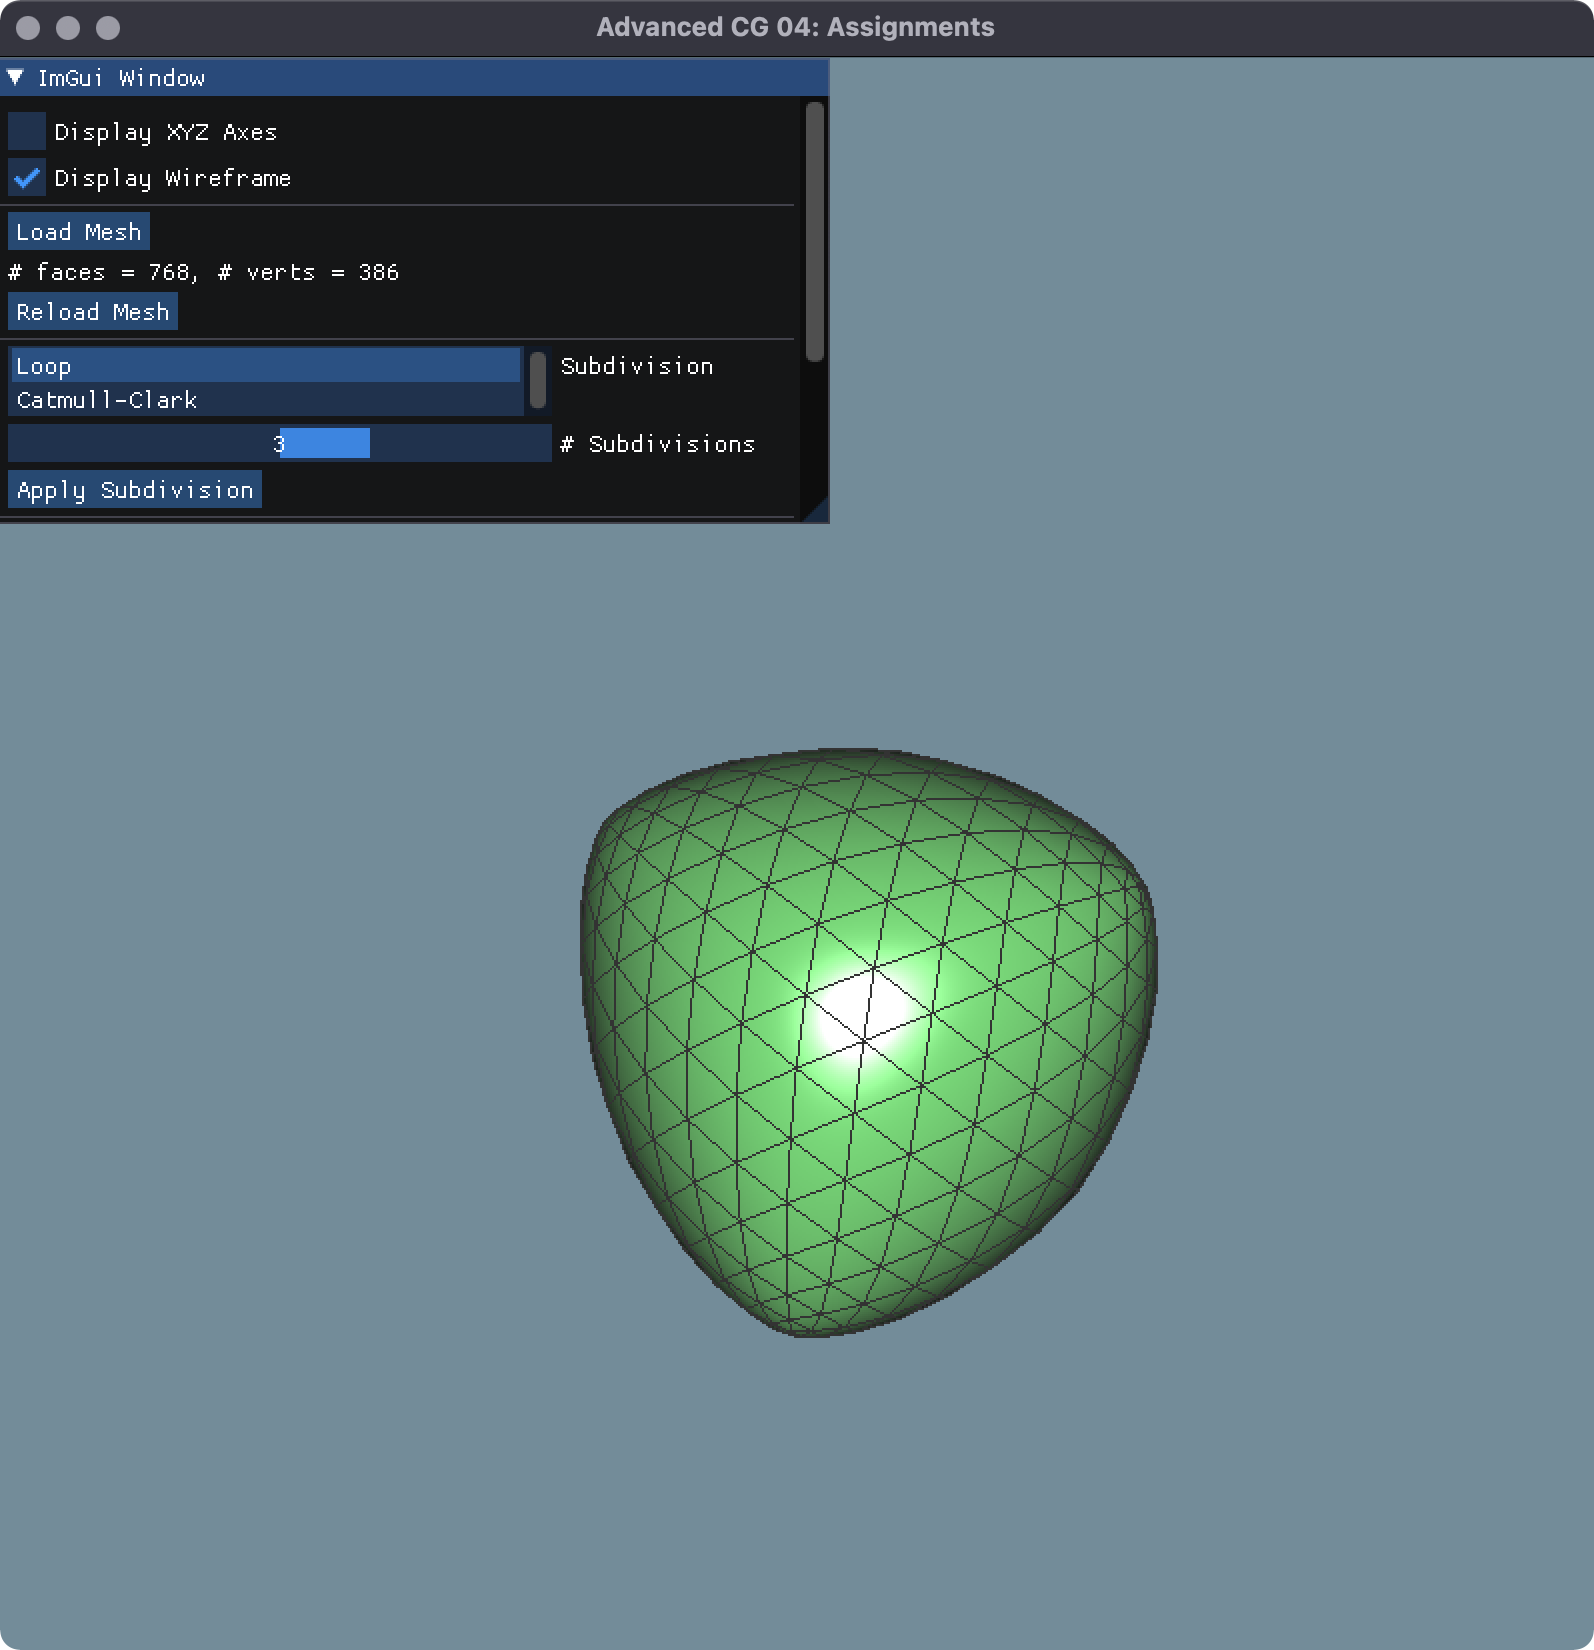 Advanced CG 04: Assignments
ImGui Window
Display XYZ Axes
Display Wireframe
Load Mesh
# faces = 768, # verts = 386
Reload Mesh
Loop
Subdivision
Catmull-Clark
3 # Subdivisions
Apply Subdivision